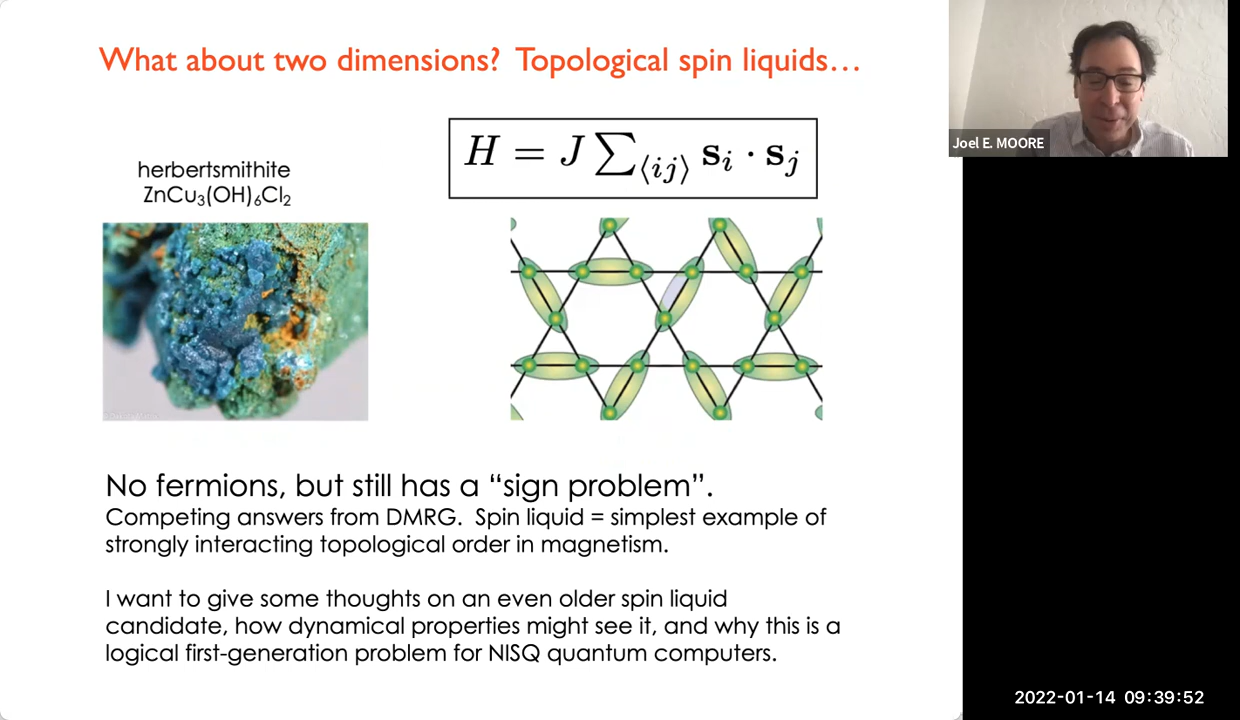 What about two dimensions?  Topological spin liquids…
Joel E. MOORE
H = J ∑⟨ij⟩ sᵢ · sⱼ
herbertsmithite
ZnCu₃(OH)₆Cl₂
No fermions, but still has a “sign problem”.
Competing answers from DMRG.  Spin liquid = simplest example of
strongly interacting topological order in magnetism.
I want to give some thoughts on an even older spin liquid
candidate, how dynamical properties might see it, and why this is a
logical first-generation problem for NISQ quantum computers.
2022-01-14 09:39:52